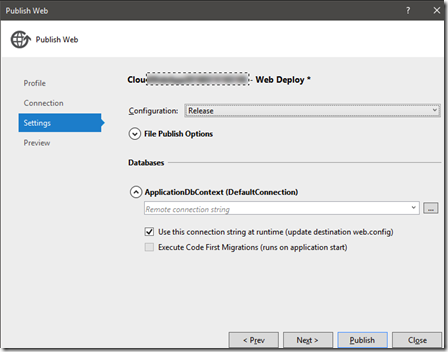 Publish Web
?
Publish Web
Profile
Connection
Settings
Preview
Clou - Web Deploy *
Configuration: Release
File Publish Options
Databases
ApplicationDbContext (DefaultConnection)
Remote connection string
...
Use this connection string at runtime (update destination web.config)
Execute Code First Migrations (runs on application start)
< Prev
Next >
Publish
Close